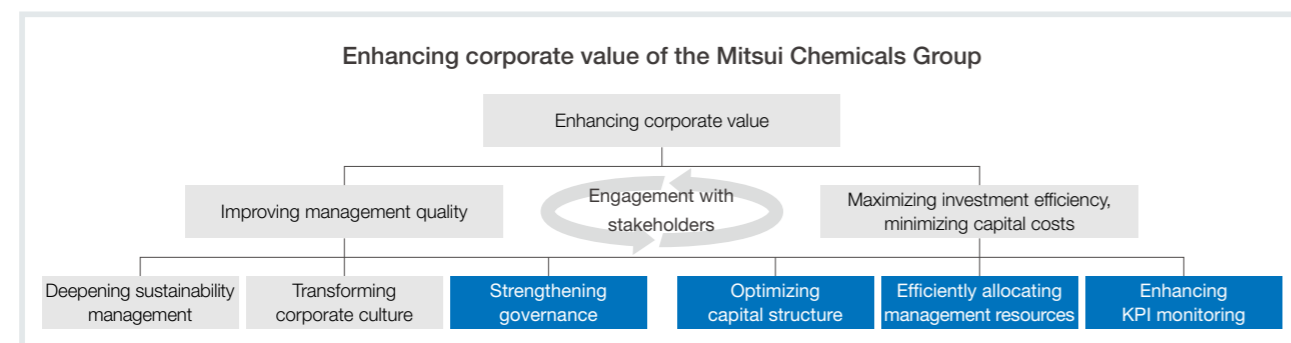 Enhancing corporate value of the Mitsui Chemicals Group
Enhancing corporate value
Improving management quality
Engagement with
stakeholders
Maximizing investment efficiency,
minimizing capital costs
Deepening sustainability
management
Transforming
corporate culture
Strengthening
governance
Optimizing
capital structure
Efficiently allocating
management resources
Enhancing
KPI monitoring